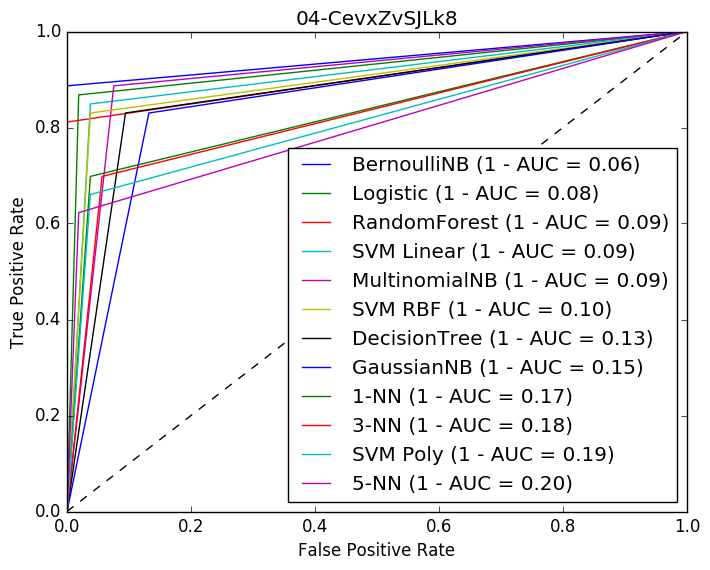 04-CevxZvSJLk8
1.0
0.8
0.6
0.4
0.2
0.0
True Positive Rate
BernoulliNB (1 - AUC = 0.06)
Logistic (1 - AUC = 0.08)
RandomForest (1 - AUC = 0.09)
SVM Linear (1 - AUC = 0.09)
MultinomialNB (1 - AUC = 0.09)
SVM RBF (1 - AUC = 0.10)
DecisionTree (1 - AUC = 0.13)
GaussianNB (1 - AUC = 0.15)
1-NN (1 - AUC = 0.17)
3-NN (1 - AUC = 0.18)
SVM Poly (1 - AUC = 0.19)
5-NN (1 - AUC = 0.20)
0.0 0.2 0.4 0.6 0.8 1.0
False Positive Rate